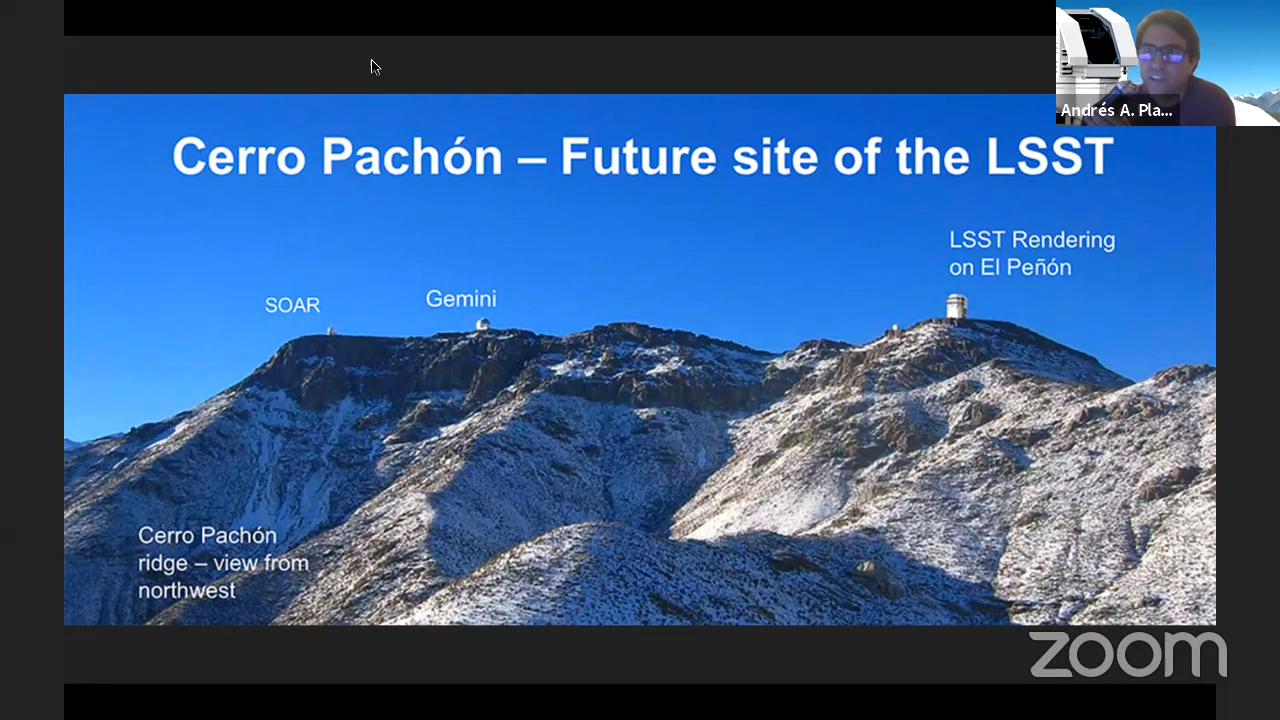 Andrés A. Pla...
Cerro Pachón – Future site of the LSST
LSST Rendering
on El Peñón
SOAR
Gemini
Cerro Pachón
ridge – view from
northwest
zoom